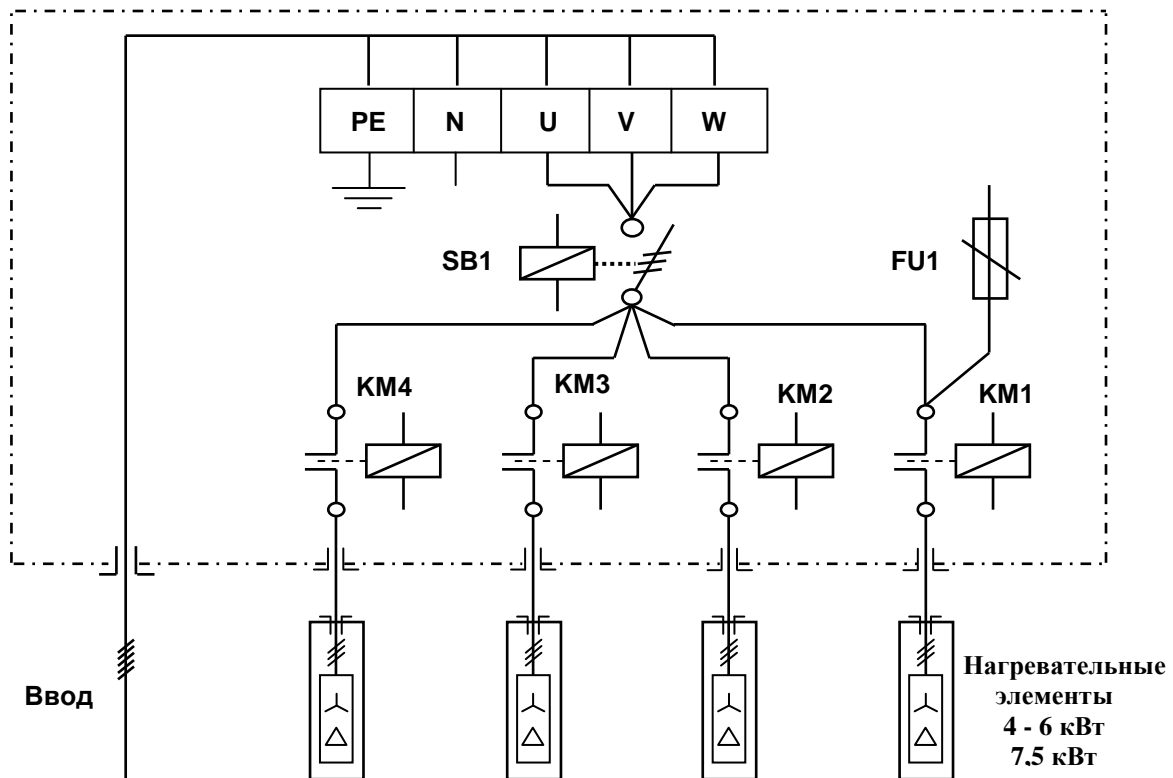 PE N U V W
SB1
FU1
KM4
KM3
KM2
KM1
Ввод
Нагревательные
элементы
4 - 6 кВт
7,5 кВт